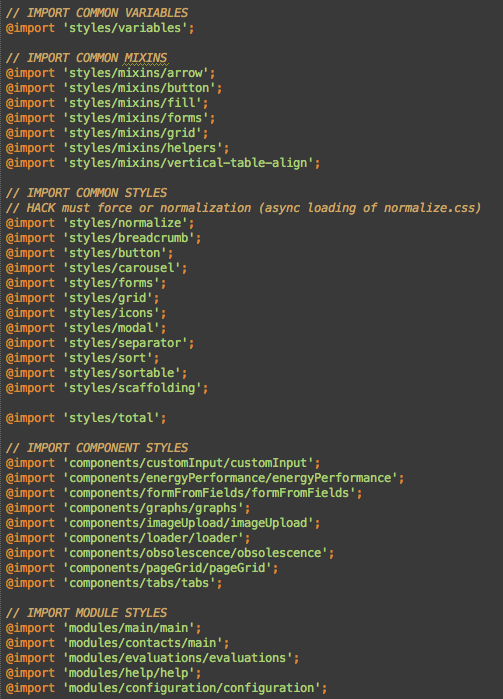 // IMPORT COMMON VARIABLES
@import 'styles/variables';
// IMPORT COMMON MIXINS
@import 'styles/mixins/arrow';
@import 'styles/mixins/button';
@import 'styles/mixins/fill';
@import 'styles/mixins/forms';
@import 'styles/mixins/grid';
@import 'styles/mixins/helpers';
@import 'styles/mixins/vertical-table-align';
// IMPORT COMMON STYLES
// HACK must force or normalization (async loading of normalize.css)
@import 'styles/normalize';
@import 'styles/breadcrumb';
@import 'styles/button';
@import 'styles/carousel';
@import 'styles/forms';
@import 'styles/grid';
@import 'styles/icons';
@import 'styles/modal';
@import 'styles/separator';
@import 'styles/sort';
@import 'styles/sortable';
@import 'styles/scaffolding';
@import 'styles/total';
// IMPORT COMPONENT STYLES
@import 'components/customInput/customInput';
@import 'components/energyPerformance/energyPerformance';
@import 'components/formFromFields/formFromFields';
@import 'components/graphs/graphs';
@import 'components/imageUpload/imageUpload';
@import 'components/loader/loader';
@import 'components/obsolescence/obsolescence';
@import 'components/pageGrid/pageGrid';
@import 'components/tabs/tabs';
// IMPORT MODULE STYLES
@import 'modules/main/main';
@import 'modules/contacts/main';
@import 'modules/evaluations/evaluations';
@import 'modules/help/help';
@import 'modules/configuration/configuration';